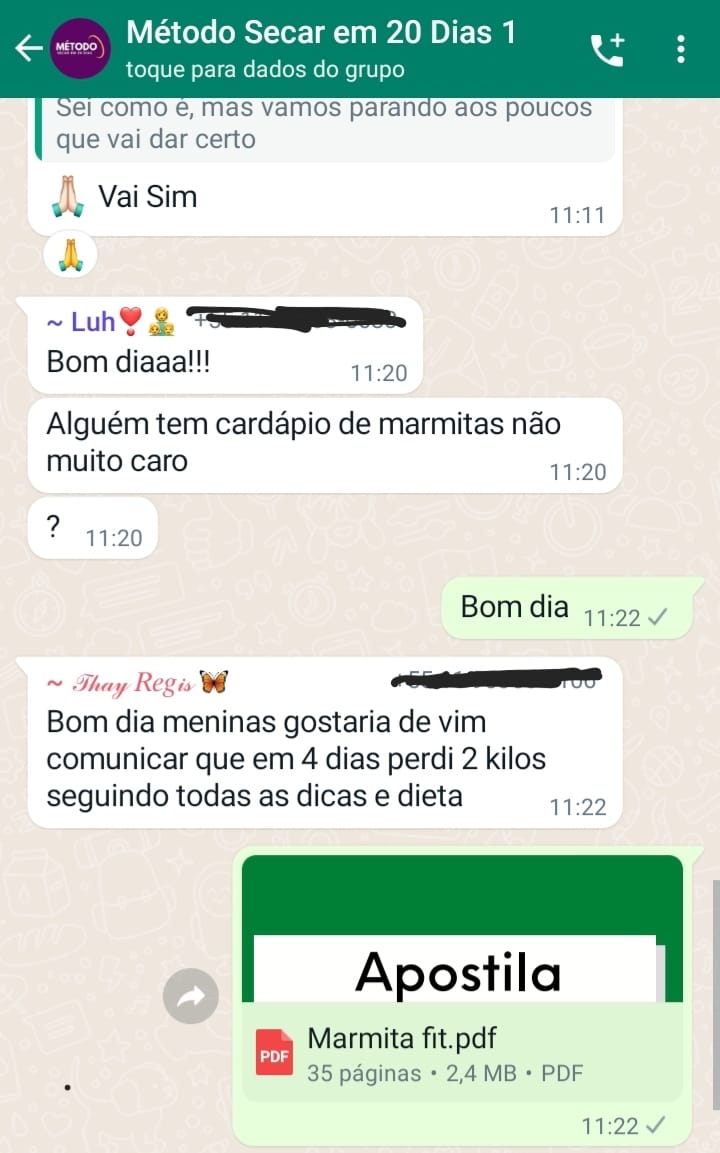 Método Secar em 20 Dias 1
MÉTODO
toque para dados do grupo
Sei como é, mas vamos parando aos poucos
que vai dar certo
🙏🏻 Vai Sim
11:11
🙏
~ Luh❣️👩‍👧‍👦
Bom diaaa!!!
11:20
Alguém tem cardápio de marmitas não
muito caro
11:20
? 11:20
Bom dia 11:22
~ Thay Regis🦋
Bom dia meninas gostaria de vim
comunicar que em 4 dias perdi 2 kilos
seguindo todas as dicas e dieta
11:22
Apostila
PDF
Marmita fit.pdf
35 páginas • 2,4 MB • PDF
11:22